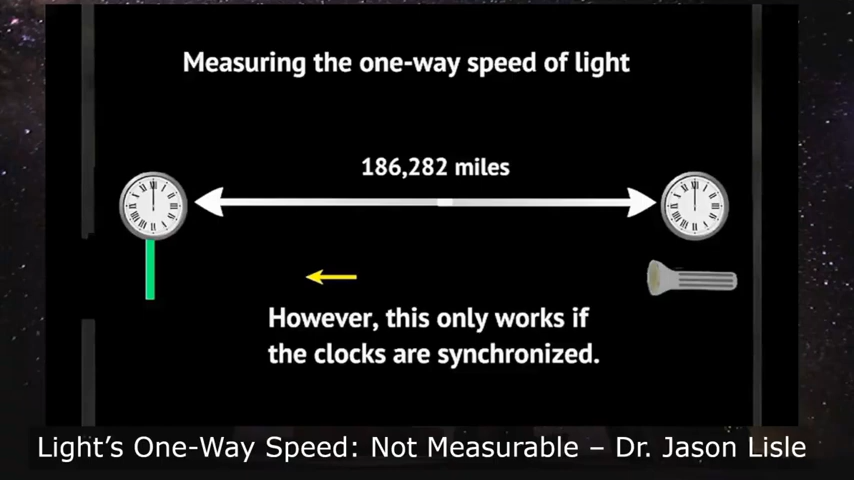 Measuring the one-way speed of light
186,282 miles
However, this only works if
the clocks are synchronized.
Light’s One-Way Speed: Not Measurable – Dr. Jason Lisle